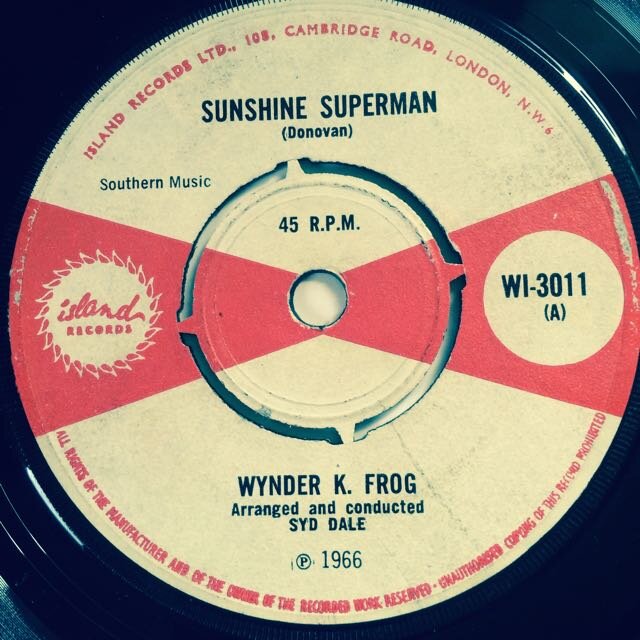 ISLAND RECORDS LTD., 108, CAMBRIDGE ROAD, LONDON, N.W.6
SUNSHINE SUPERMAN
(Donovan)
Southern Music
45 R.P.M.
island
RECORDS
WI-3011
(A)
WYNDER K. FROG
Arranged and conducted
SYD DALE
℗ 1966
ALL RIGHTS OF THE MANUFACTURER AND OF THE OWNER OF THE RECORDED WORK RESERVED - UNAUTHORISED COPYING OF THIS RECORD PROHIBITED